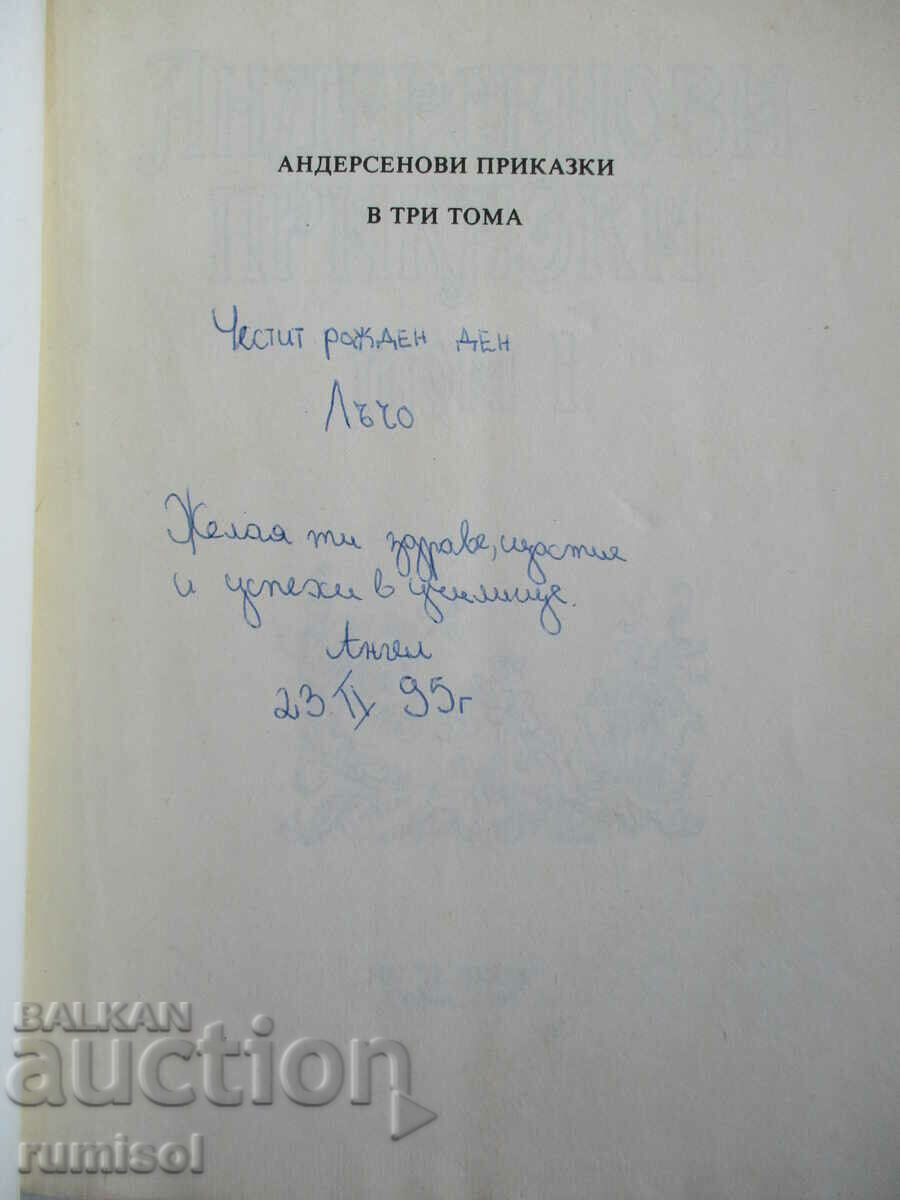 АНДЕРСЕНОВИ ПРИКАЗКИ
В ТРИ ТОМА
Честит рожден ден
Лъчо
Желая ти здраве, щастие
и успехи в училище.
Ангел
23 IX 95г
BALKAN
auction
rumisol